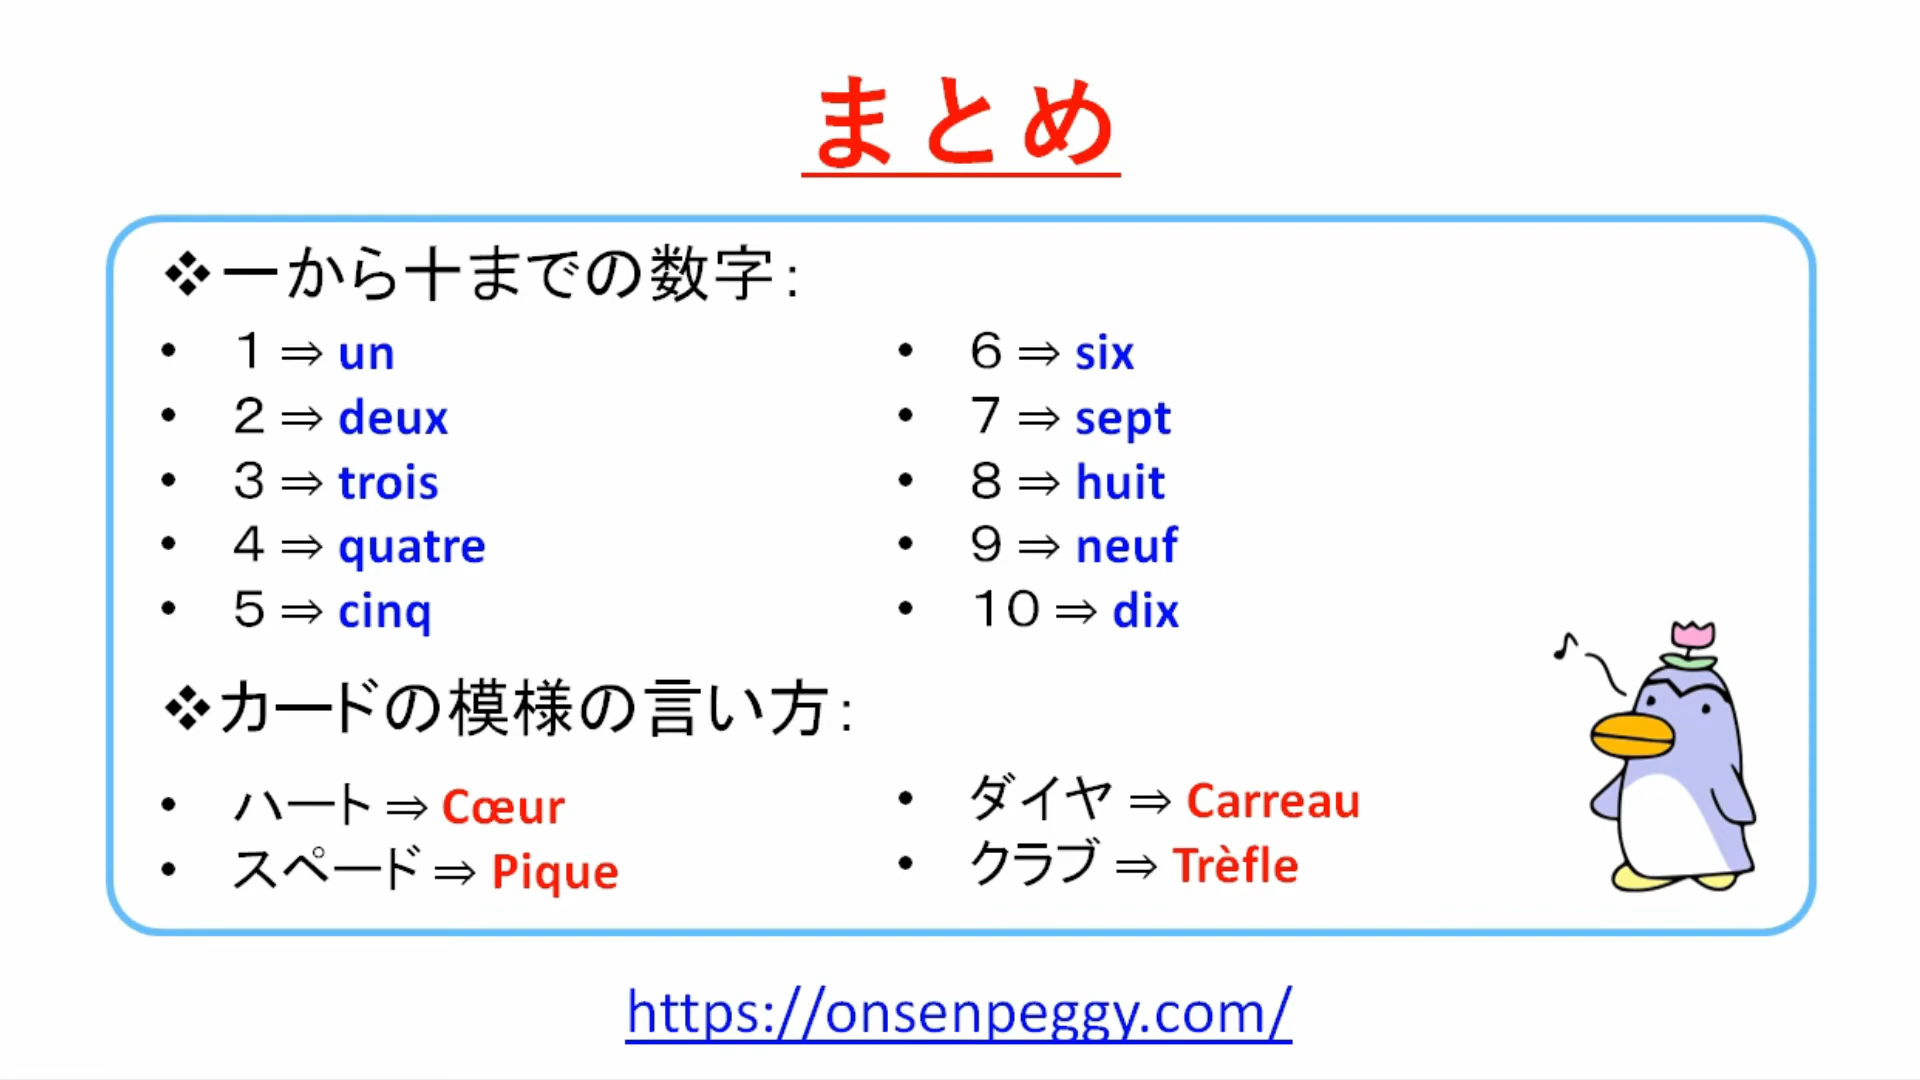 まとめ
❖一から十までの数字：
• 1 ⇒ un
• 2 ⇒ deux
• 3 ⇒ trois
• 4 ⇒ quatre
• 5 ⇒ cinq
• 6 ⇒ six
• 7 ⇒ sept
• 8 ⇒ huit
• 9 ⇒ neuf
• 10 ⇒ dix
❖カードの模様の言い方：
• ハート ⇒ Cœur
• スペード ⇒ Pique
• ダイヤ ⇒ Carreau
• クラブ ⇒ Trèfle
https://onsenpeggy.com/